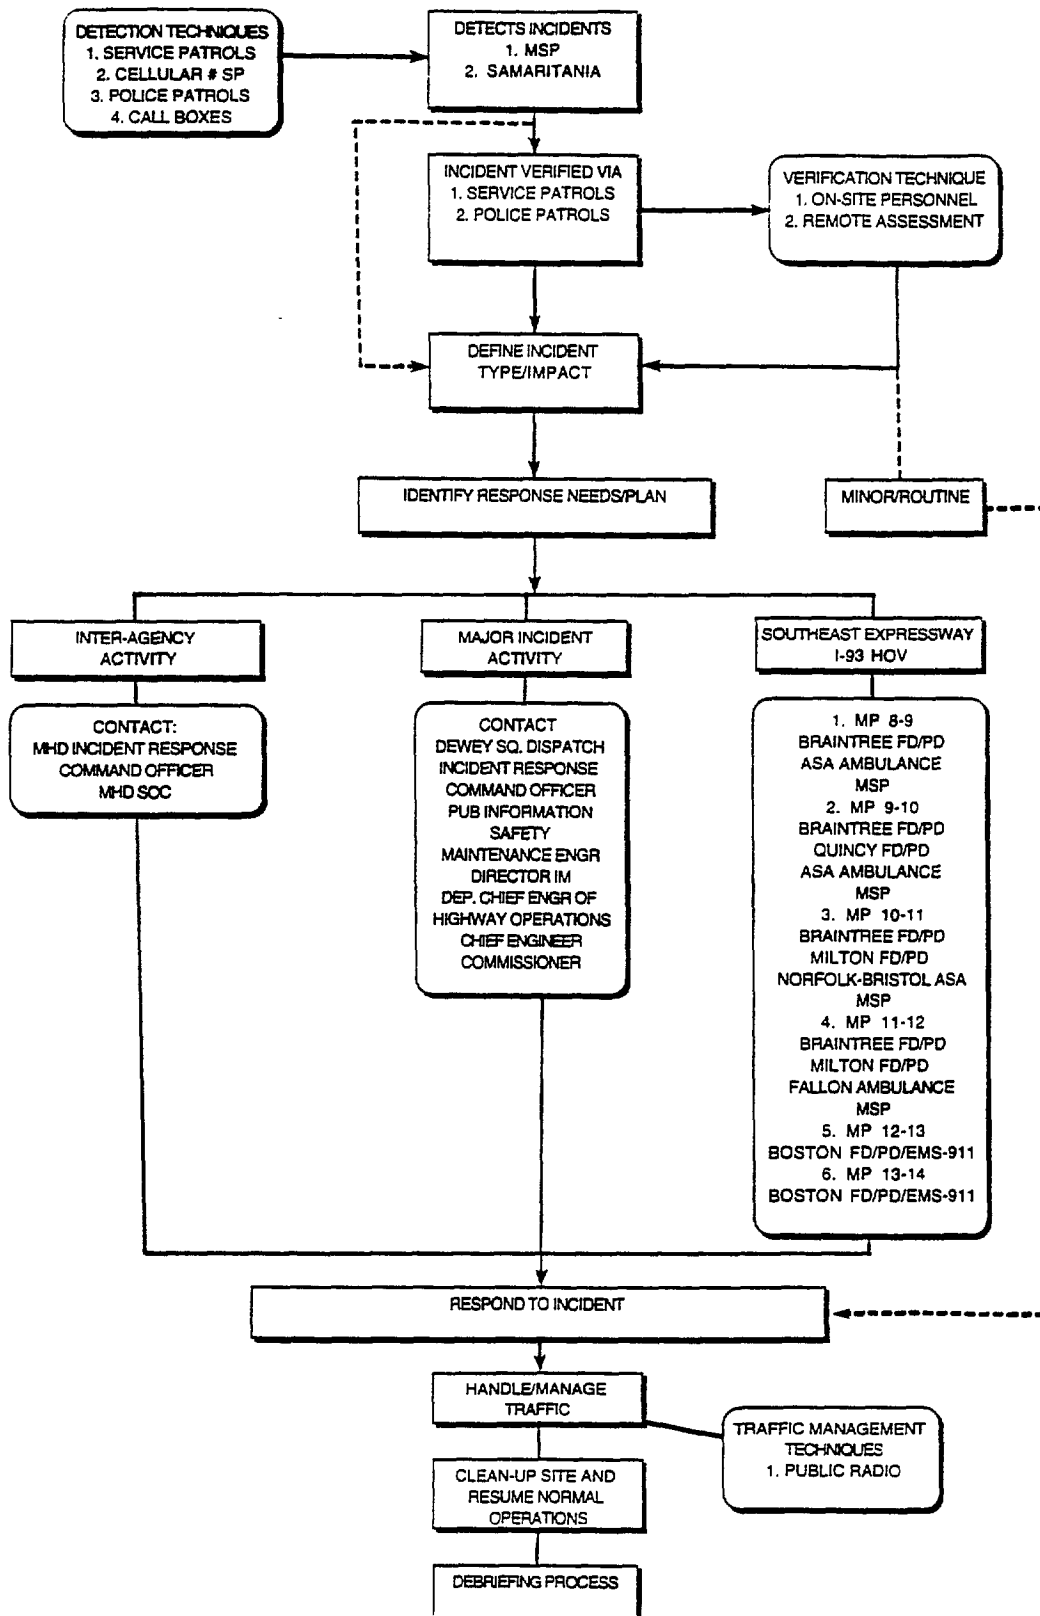 DETECTION TECHNIQUES
1. SERVICE PATROLS
2. CELLULAR # SP
3. POLICE PATROLS
4. CALL BOXES
DETECTS INCIDENTS
1. MSP
2. SAMARITANIA
INCIDENT VERIFIED VIA
1. SERVICE PATROLS
2. POLICE PATROLS
VERIFICATION TECHNIQUE
1. ON-SITE PERSONNEL
2. REMOTE ASSESSMENT
DEFINE INCIDENT
TYPE/IMPACT
IDENTIFY RESPONSE NEEDS/PLAN
MINOR/ROUTINE
INTER-AGENCY
ACTIVITY
MAJOR INCIDENT
ACTIVITY
SOUTHEAST EXPRESSWAY
I-93 HOV
CONTACT:
MHD INCIDENT RESPONSE
COMMAND OFFICER
MHD SOC
CONTACT
DEWEY SQ. DISPATCH
INCIDENT RESPONSE
COMMAND OFFICER
PUB INFORMATION
SAFETY
MAINTENANCE ENGR
DIRECTOR IM
DEP. CHIEF ENGR OF
HIGHWAY OPERATIONS
CHIEF ENGINEER
COMMISSIONER
1. MP 8-9
BRAINTREE FD/PD
ASA AMBULANCE
MSP
2. MP 9-10
BRAINTREE FD/PD
QUINCY FD/PD
ASA AMBULANCE
MSP
3. MP 10-11
BRAINTREE FD/PD
MILTON FD/PD
NORFOLK-BRISTOL ASA
MSP
4. MP 11-12
BRAINTREE FD/PD
MILTON FD/PD
FALLON AMBULANCE
MSP
5. MP 12-13
BOSTON FD/PD/EMS-911
6. MP 13-14
BOSTON FD/PD/EMS-911
RESPOND TO INCIDENT
HANDLE/MANAGE
TRAFFIC
TRAFFIC MANAGEMENT
TECHNIQUES
1. PUBLIC RADIO
CLEAN-UP SITE AND
RESUME NORMAL
OPERATIONS
DEBRIEFING PROCESS